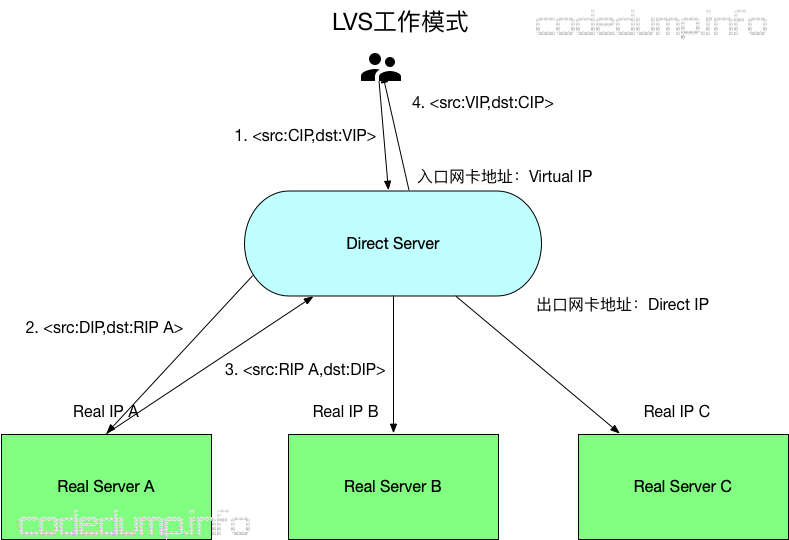 LVS工作模式
codedump.info
4. <src:VIP,dst:CIP>
1. <src:CIP,dst:VIP>
入口网卡地址：Virtual IP
Direct Server
出口网卡地址：Direct IP
2. <src:DIP,dst:RIP A>
3. <src:RIP A,dst:DIP>
Real IP A
Real IP B
Real IP C
Real Server A
Real Server B
Real Server C
codedump.info